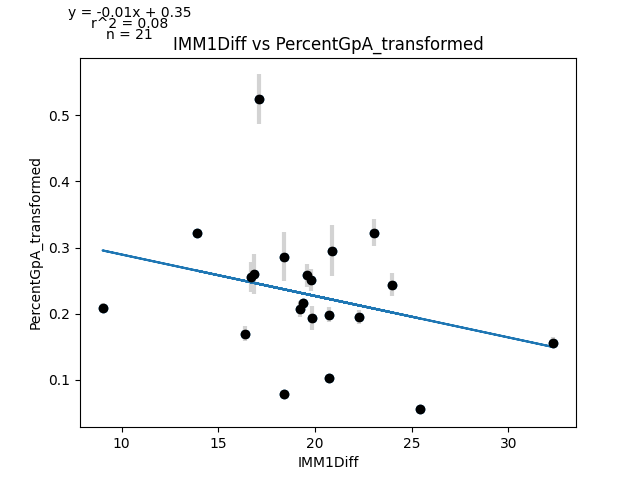 y = -0.01x + 0.35
r^2 = 0.08
n = 21
IMM1Diff vs PercentGpA_transformed
0.5
0.4
0.3
0.2
0.1
PercentGpA_transformed
10
15
20
25
30
IMM1Diff